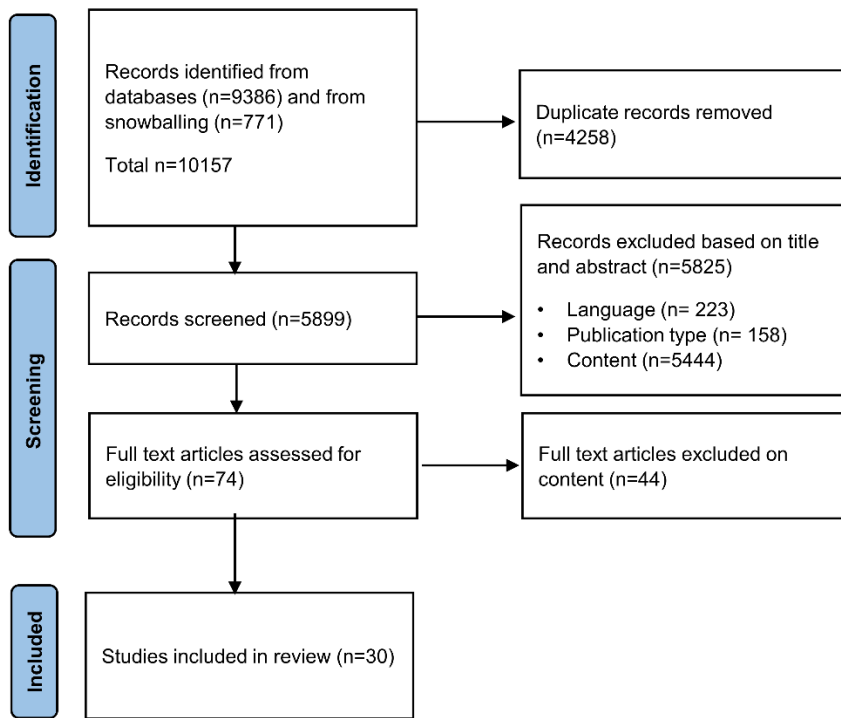 Identification
Records identified from
databases (n=9386) and from
snowballing (n=771)
Total n=10157
Duplicate records removed
(n=4258)
Screening
Records screened (n=5899)
Records excluded based on title
and abstract (n=5825)
• Language (n= 223)
• Publication type (n= 158)
• Content (n=5444)
Full text articles assessed for
eligibility (n=74)
Full text articles excluded on
content (n=44)
Included
Studies included in review (n=30)